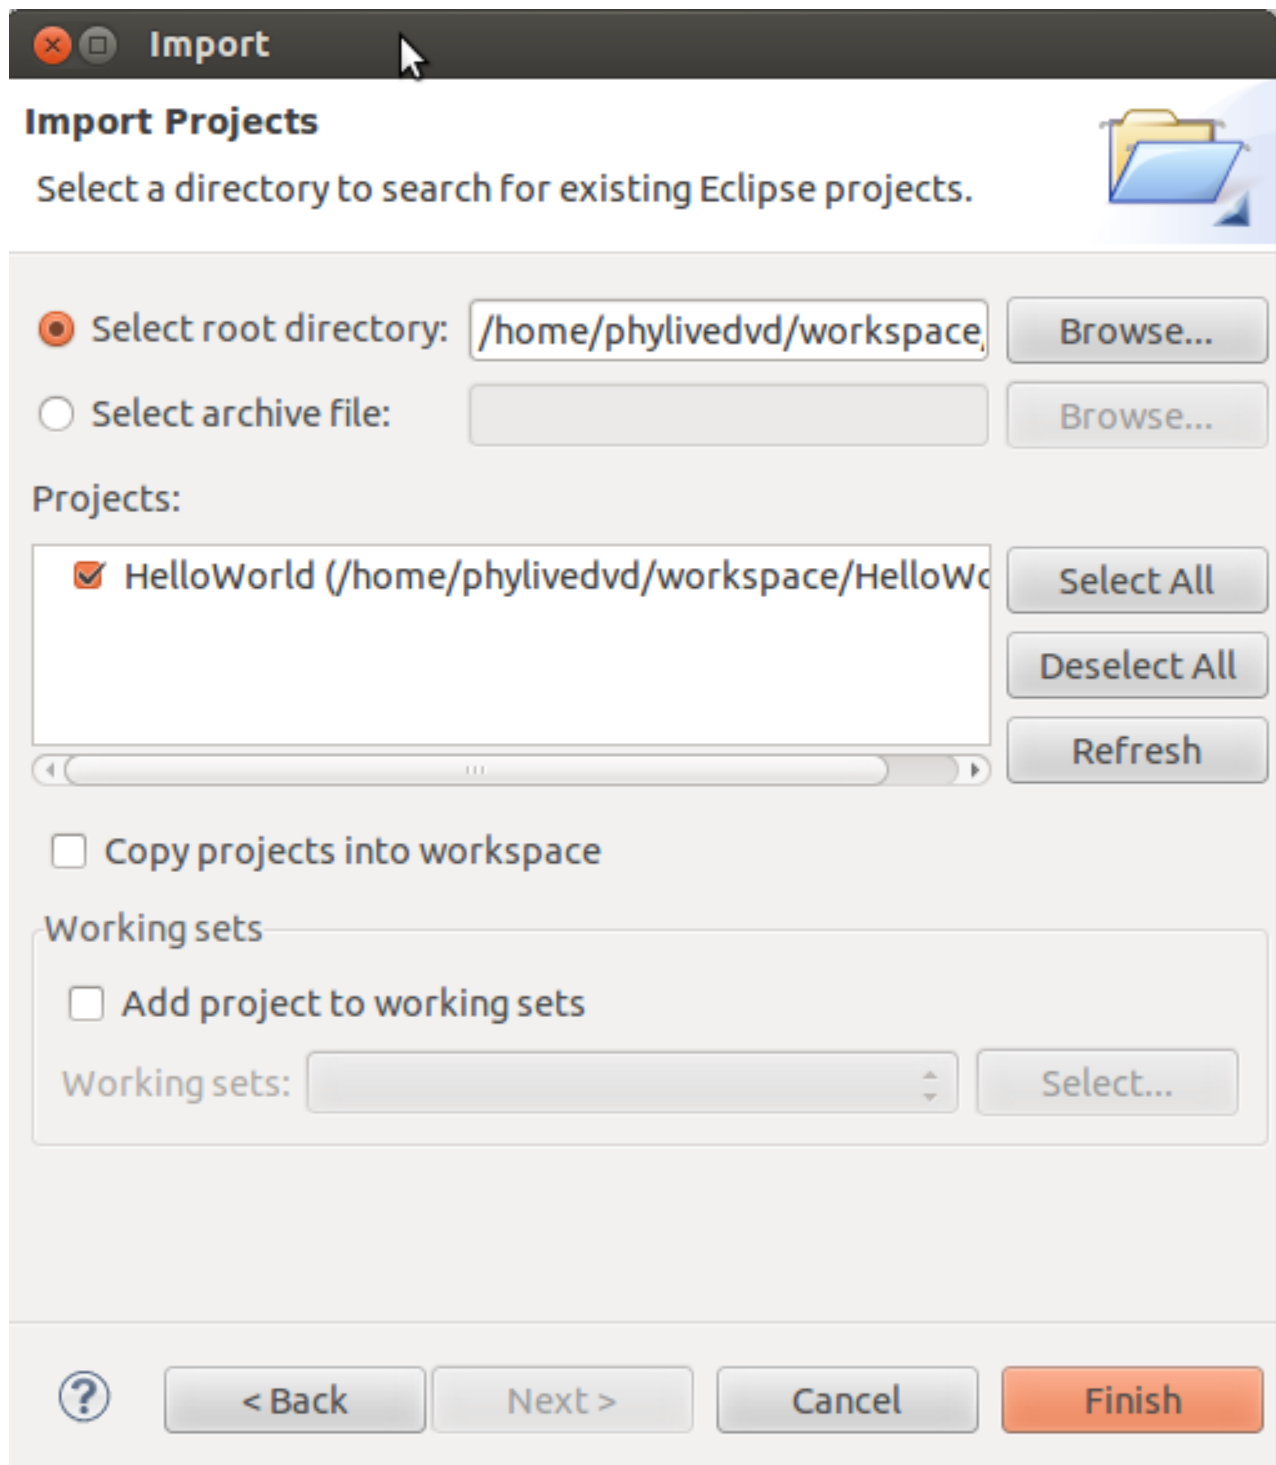 Import
Import Projects
Select a directory to search for existing Eclipse projects.
Select root directory: /home/phylivedvd/workspace, Browse...
Select archive file: Browse...
Projects:
HelloWorld (/home/phylivedvd/workspace/HelloWo Select All
Deselect All
Refresh
Copy projects into workspace
Working sets
Add project to working sets
Working sets: Select...
? < Back Next > Cancel Finish